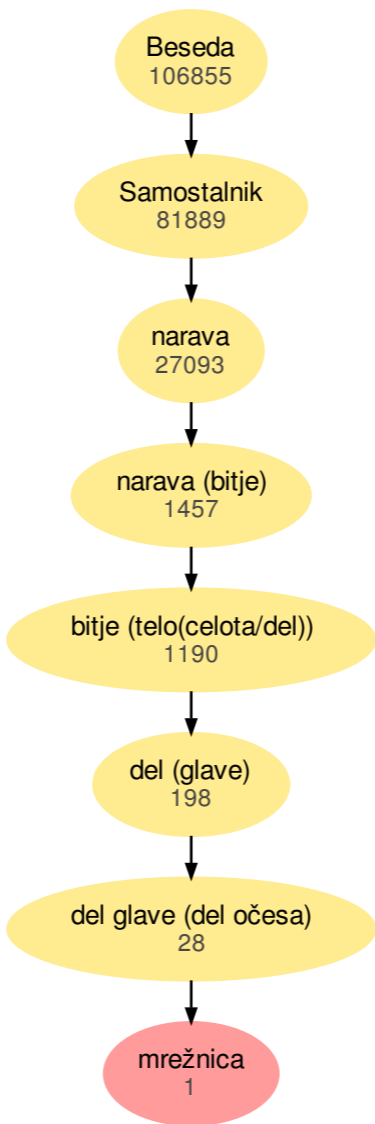 Beseda
106855
Samostalnik
81889
narava
27093
narava (bitje)
1457
bitje (telo(celota/del))
1190
del (glave)
198
del glave (del očesa)
28
mrežnica
1